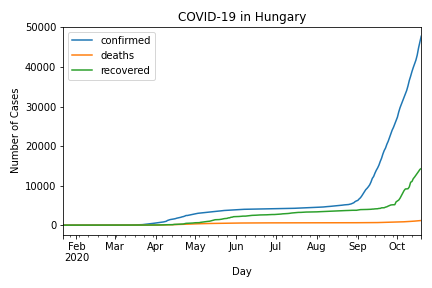 COVID-19 in Hungary
50000
40000
30000
20000
10000
0
Number of Cases
confirmed
deaths
recovered
Feb Mar Apr May Jun Jul Aug Sep Oct
2020
Day